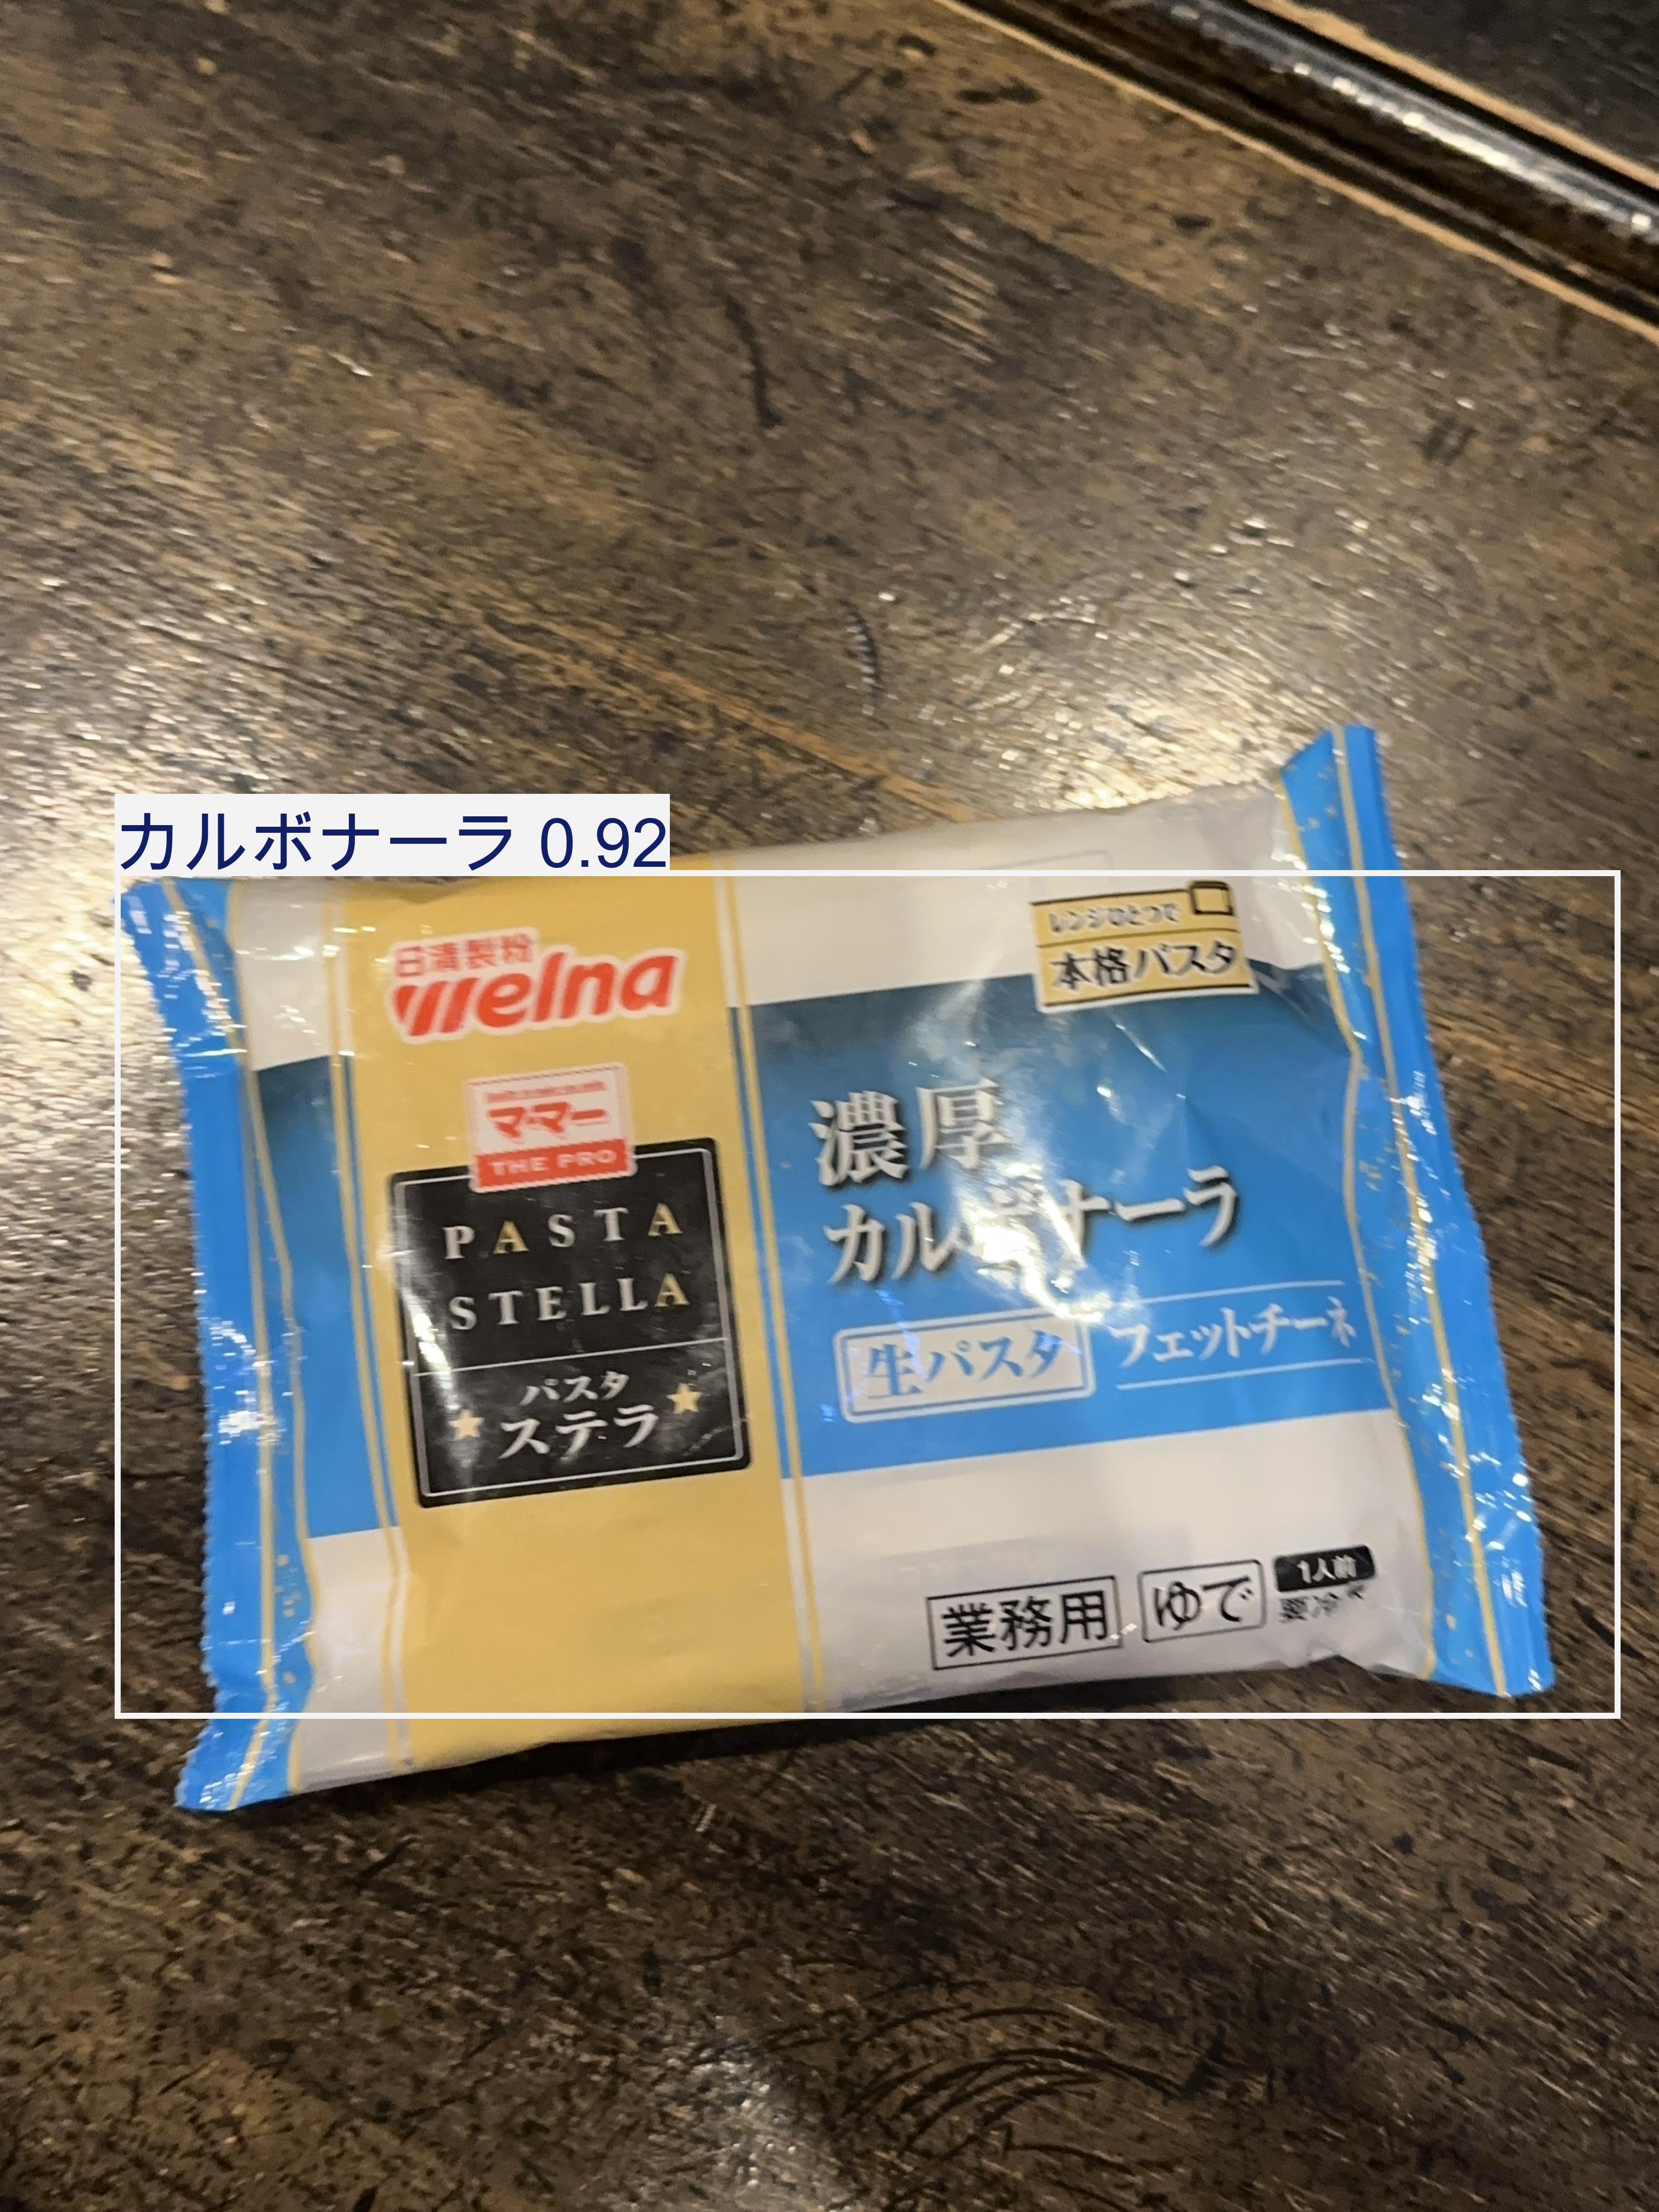 カルボナーラ 0.92
日清製粉
welna
レンジひとつで
本格パスタ
マ・マー
THE PRO
PASTA
STELLA
パスタ
ステラ
濃厚
カルボナーラ
生パスタ フェットチーネ
業務用 ゆで 1人前